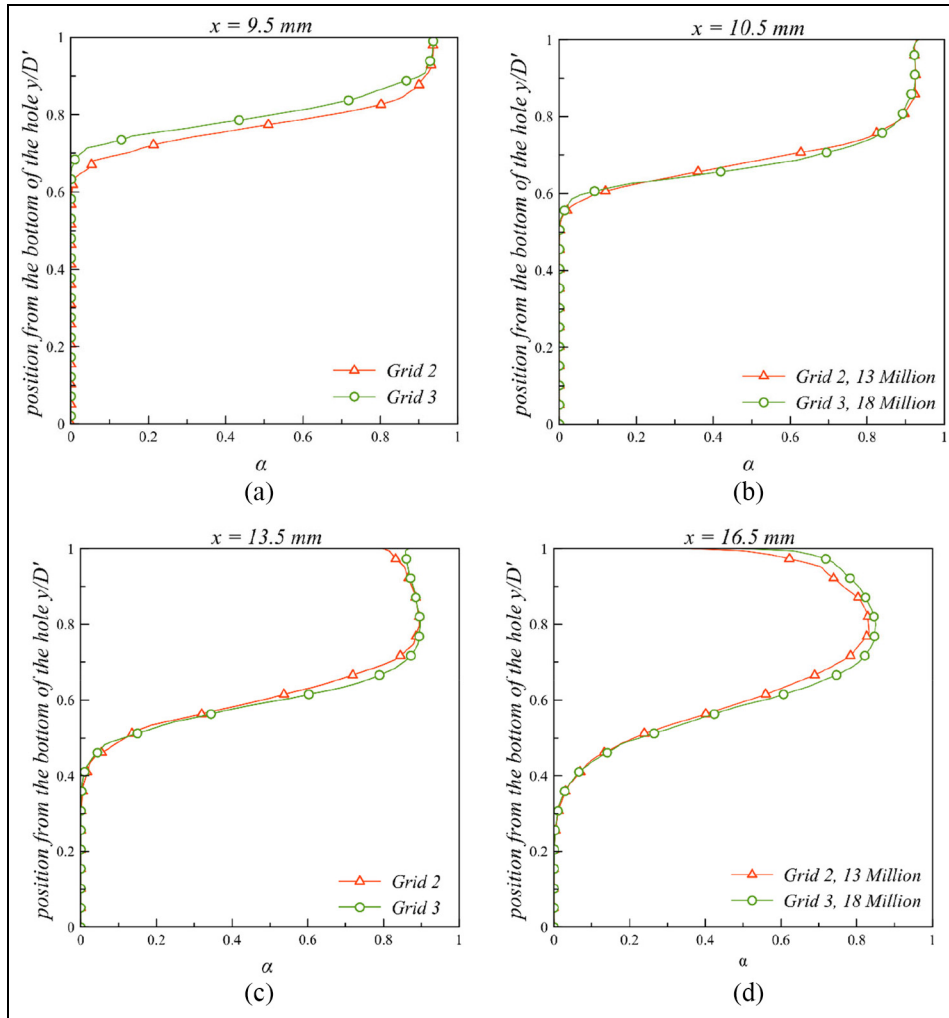 x = 9.5 mm
position from the bottom of the hole y/D'
1
0.8
0.6
0.4
0.2
0
Grid 2
Grid 3
0
0.2
0.4
0.6
0.8
1
α
(a)
x = 10.5 mm
position from the bottom of the hole y/D'
1
0.8
0.6
0.4
0.2
0
Grid 2, 13 Million
Grid 3, 18 Million
0
0.2
0.4
0.6
0.8
1
α
(b)
x = 13.5 mm
position from the bottom of the hole y/D'
1
0.8
0.6
0.4
0.2
0
Grid 2
Grid 3
0
0.2
0.4
0.6
0.8
1
α
(c)
x = 16.5 mm
position from the bottom of the hole y/D'
1
0.8
0.6
0.4
0.2
0
Grid 2, 13 Million
Grid 3, 18 Million
0
0.2
0.4
0.6
0.8
1
α
(d)